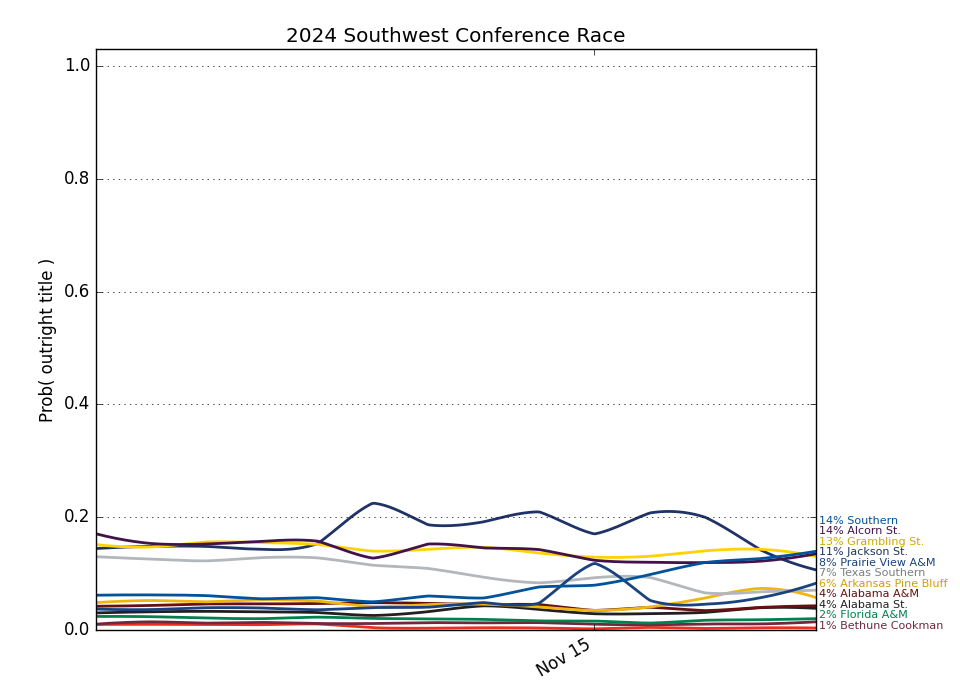 2024 Southwest Conference Race
Prob( outright title )
1.0
0.8
0.6
0.4
0.2
0.0
Nov 15
14% Southern
14% Alcorn St.
13% Grambling St.
11% Jackson St.
8% Prairie View A&M
7% Texas Southern
6% Arkansas Pine Bluff
4% Alabama A&M
4% Alabama St.
2% Florida A&M
1% Bethune Cookman